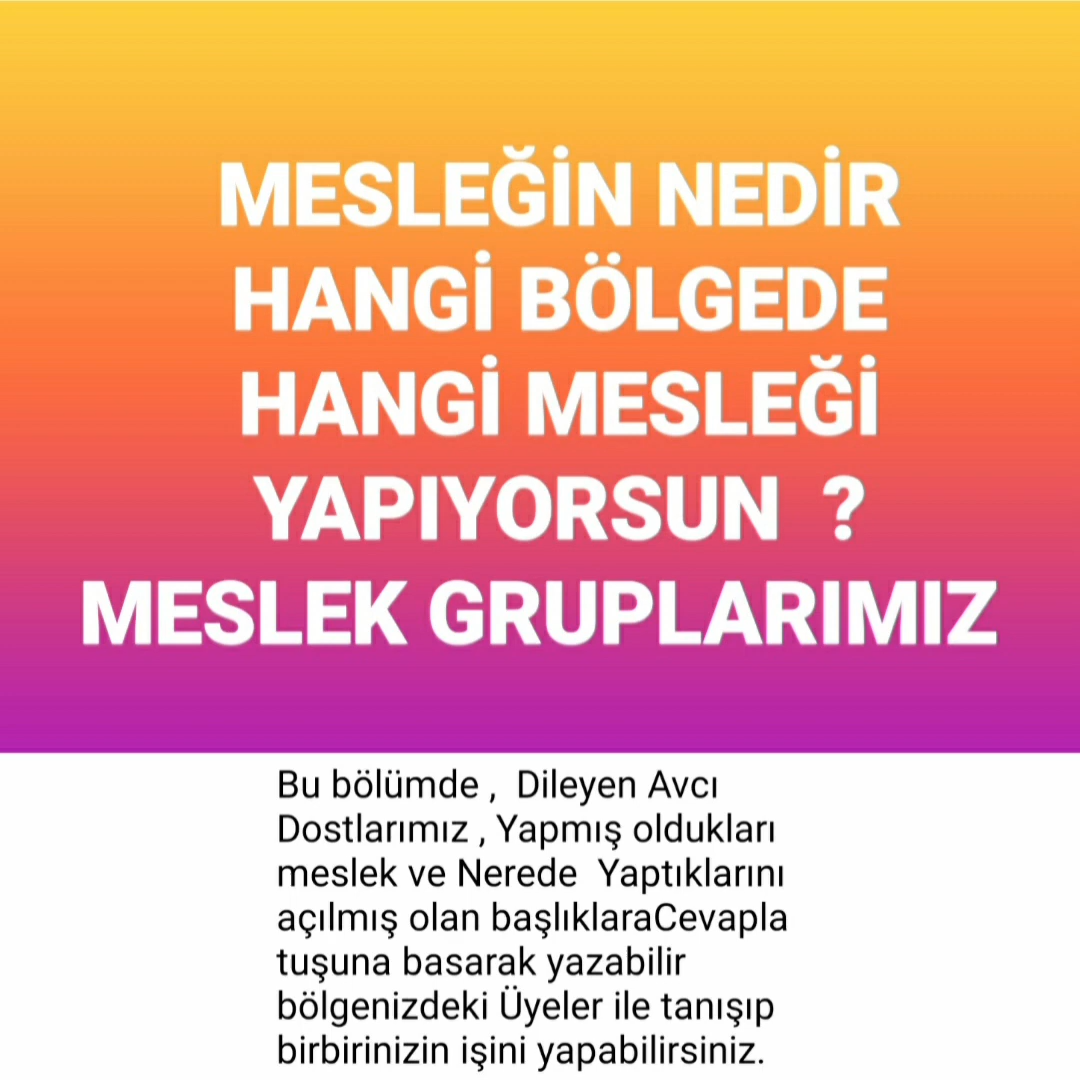 MESLEĞİN NEDİR
HANGİ BÖLGEDE
HANGİ MESLEĞİ
YAPIYORSUN  ?
MESLEK GRUPLARIMIZ
Bu bölümde ,  Dileyen Avcı
Dostlarımız , Yapmış oldukları
meslek ve Nerede  Yaptıklarını
açılmış olan başlıklaraCevapla
tuşuna basarak yazabilir
bölgenizdeki Üyeler ile tanışıp
birbirinizin işini yapabilirsiniz.